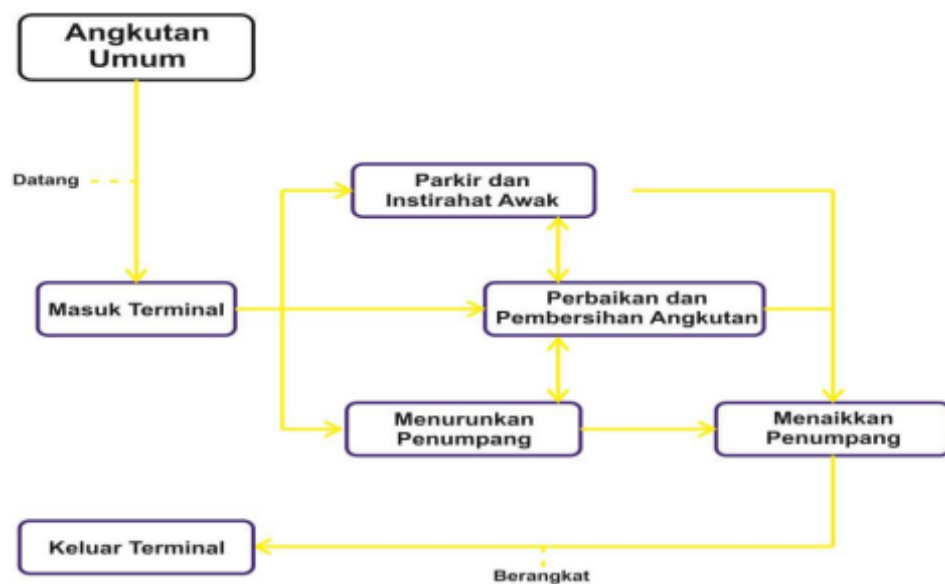 Angkutan
Umum
Datang
Parkir dan
Instirahat Awak
Masuk Terminal
Perbaikan dan
Pembersihan Angkutan
Menurunkan
Penumpang
Menaikkan
Penumpang
Keluar Terminal
Berangkat